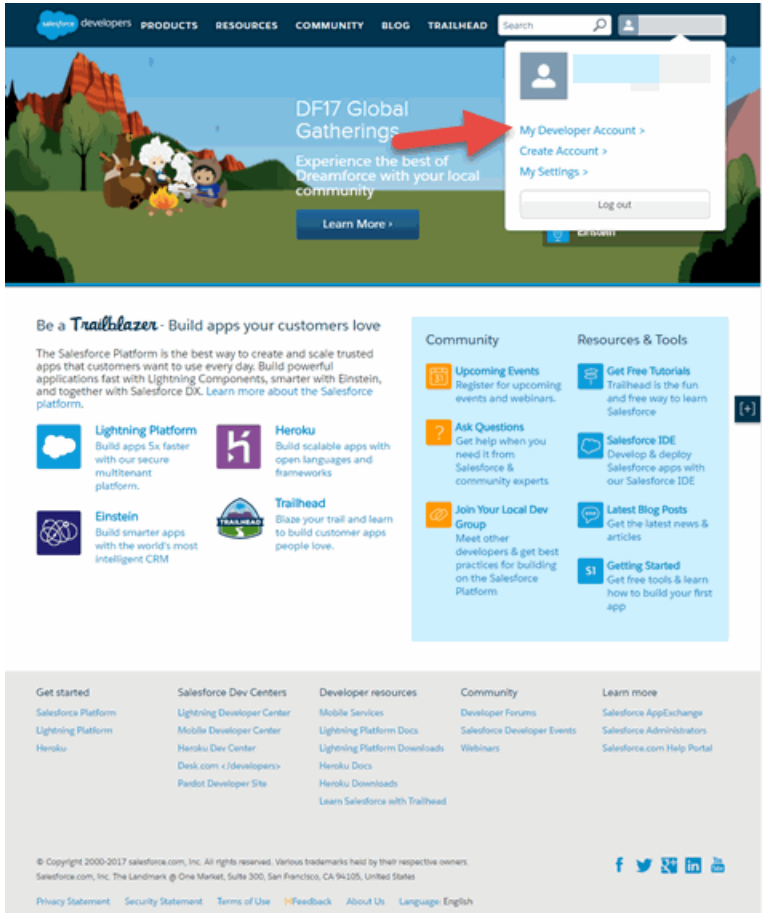 salesforce developers PRODUCTS RESOURCES COMMUNITY BLOG TRAILHEAD Search
DF17 Global
Gatherings
Experience the best of
Dreamforce with your local
community
Learn More ›
My Developer Account >
Create Account >
My Settings >
Log out
Einstein
Be a Trailblazer - Build apps your customers love
The Salesforce Platform is the best way to create and scale trusted
apps that customers want to use every day. Build powerful
applications fast with Lightning Components, smarter with Einstein,
and together with Salesforce DX. Learn more about the Salesforce
platform.
Lightning Platform
Build apps 5x faster
with our secure
multitenant
platform.
Heroku
Build scalable apps with
open languages and
frameworks
Einstein
Build smarter apps
with the world's most
intelligent CRM
TRAILHEAD
Trailhead
Blaze your trail and learn
to build customer apps
people love.
Community
31
Upcoming Events
Register for upcoming
events and webinars.
?
Ask Questions
Get help when you
need it from
Salesforce &
community experts
Join Your Local Dev
Group
Meet other
developers & get best
practices for building
on the Salesforce
Platform
Resources & Tools
Get Free Tutorials
Trailhead is the fun
and free way to learn
Salesforce
Salesforce IDE
Develop & deploy
Salesforce apps with
our Salesforce IDE
Latest Blog Posts
Get the latest news &
articles
S1
Getting Started
Get free tools & learn
how to build your first
app
[+]
Get started
Salesforce Platform
Lightning Platform
Heroku
Salesforce Dev Centers
Lightning Developer Center
Mobile Developer Center
Heroku Dev Center
Desk.com </developers>
Pardot Developer Site
Developer resources
Mobile Services
Lightning Platform Docs
Lightning Platform Downloads
Heroku Docs
Heroku Downloads
Learn Salesforce with Trailhead
Community
Developer Forums
Salesforce Developer Events
Webinars
Learn more
Salesforce AppExchange
Salesforce Administrators
Salesforce.com Help Portal
© Copyright 2000-2017 salesforce.com, inc. All rights reserved. Various trademarks held by their respective owners.
Salesforce.com, Inc. The Landmark @ One Market, Suite 300, San Francisco, CA 94105, United States
f g+ in You Tube
Privacy Statement Security Statement Terms of Use Feedback About Us Language: English